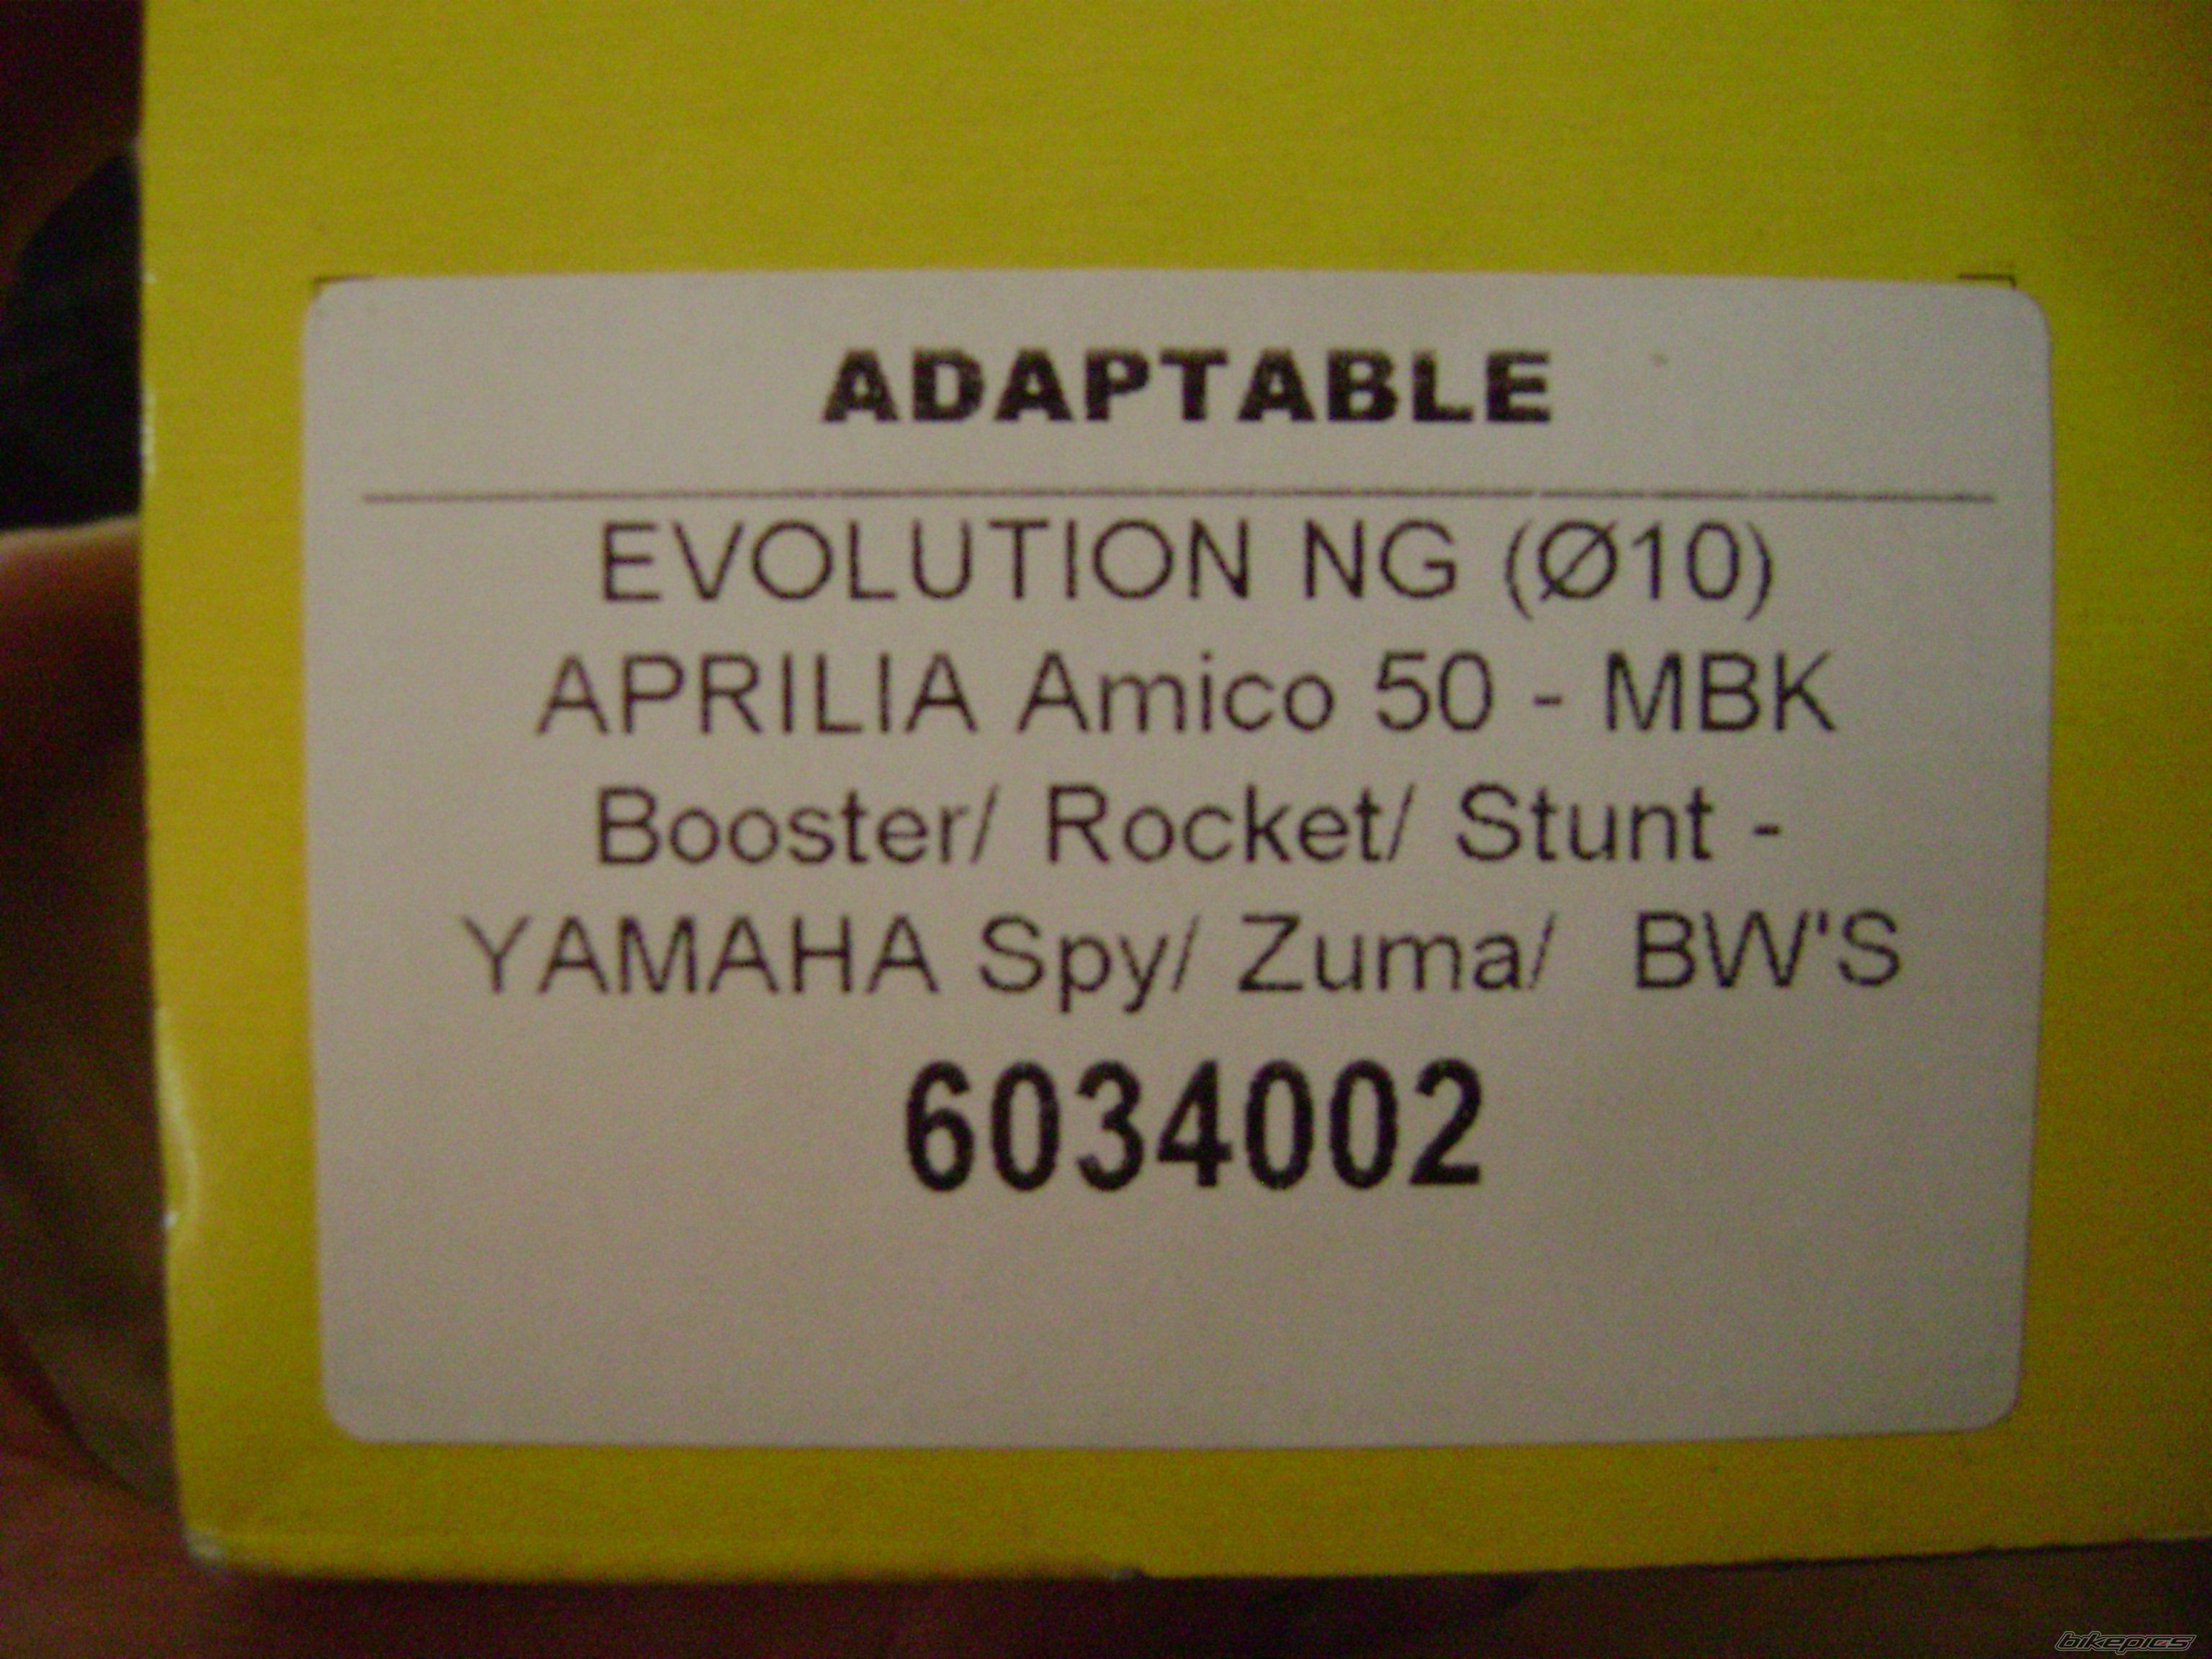 ADAPTABLE
EVOLUTION NG (Ø10)
APRILIA Amico 50 - MBK
Booster/ Rocket/ Stunt -
YAMAHA Spy/ Zuma/ BW'S
6034002
bikepics